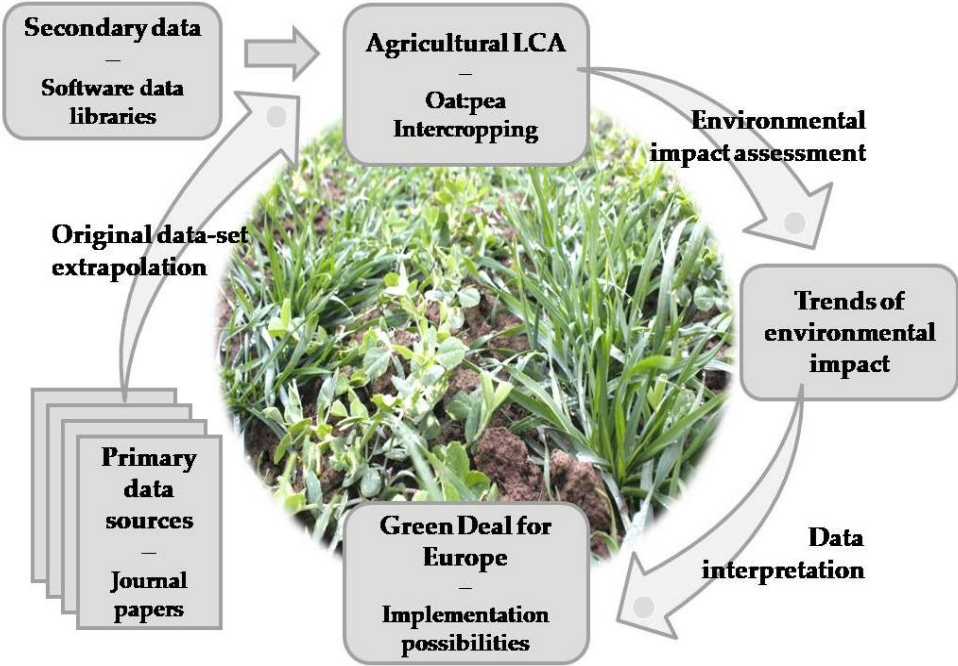 Secondary data
–
Software data
libraries
Agricultural LCA
–
Oat:pea
Intercropping
Environmental
impact assessment
Original data-set
extrapolation
Trends of
environmental
impact
Primary
data
sources
–
Journal
papers
Green Deal for
Europe
–
Implementation
possibilities
Data
interpretation